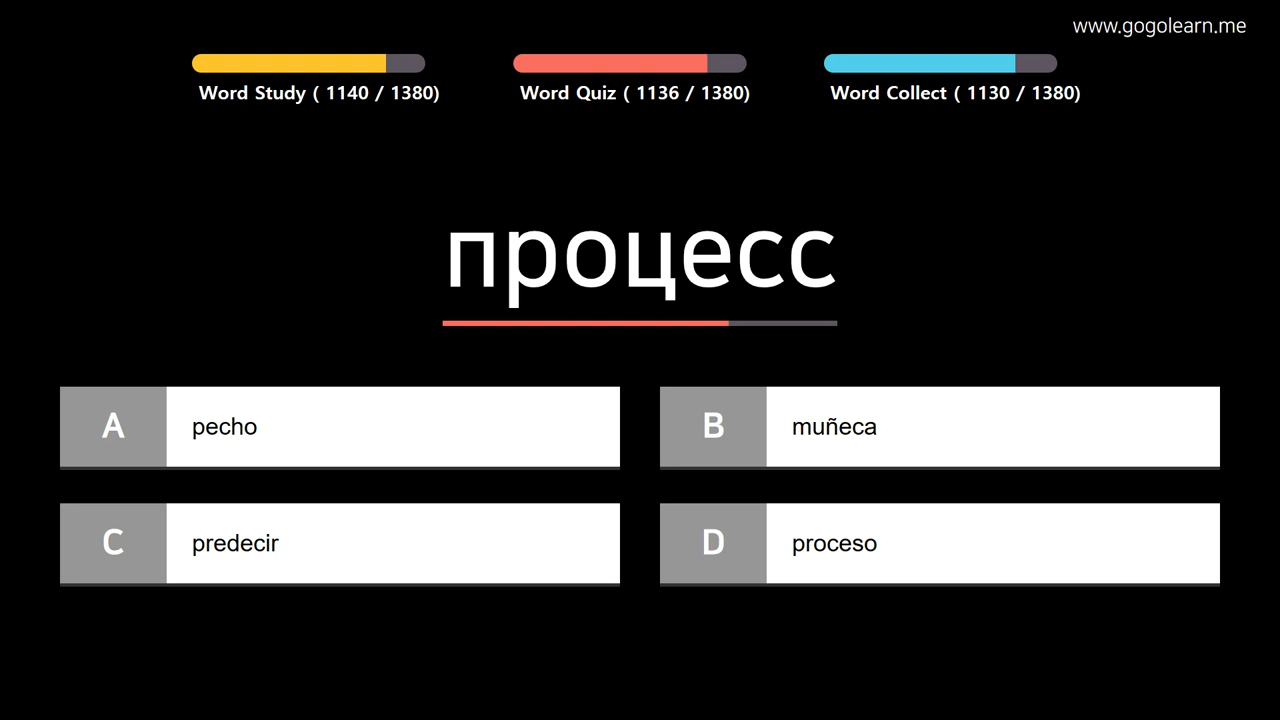 www.gogolearn.me
Word Study ( 1140 / 1380)
Word Quiz ( 1136 / 1380)
Word Collect ( 1130 / 1380)
процесс
A pecho
B muñeca
C predecir
D proceso